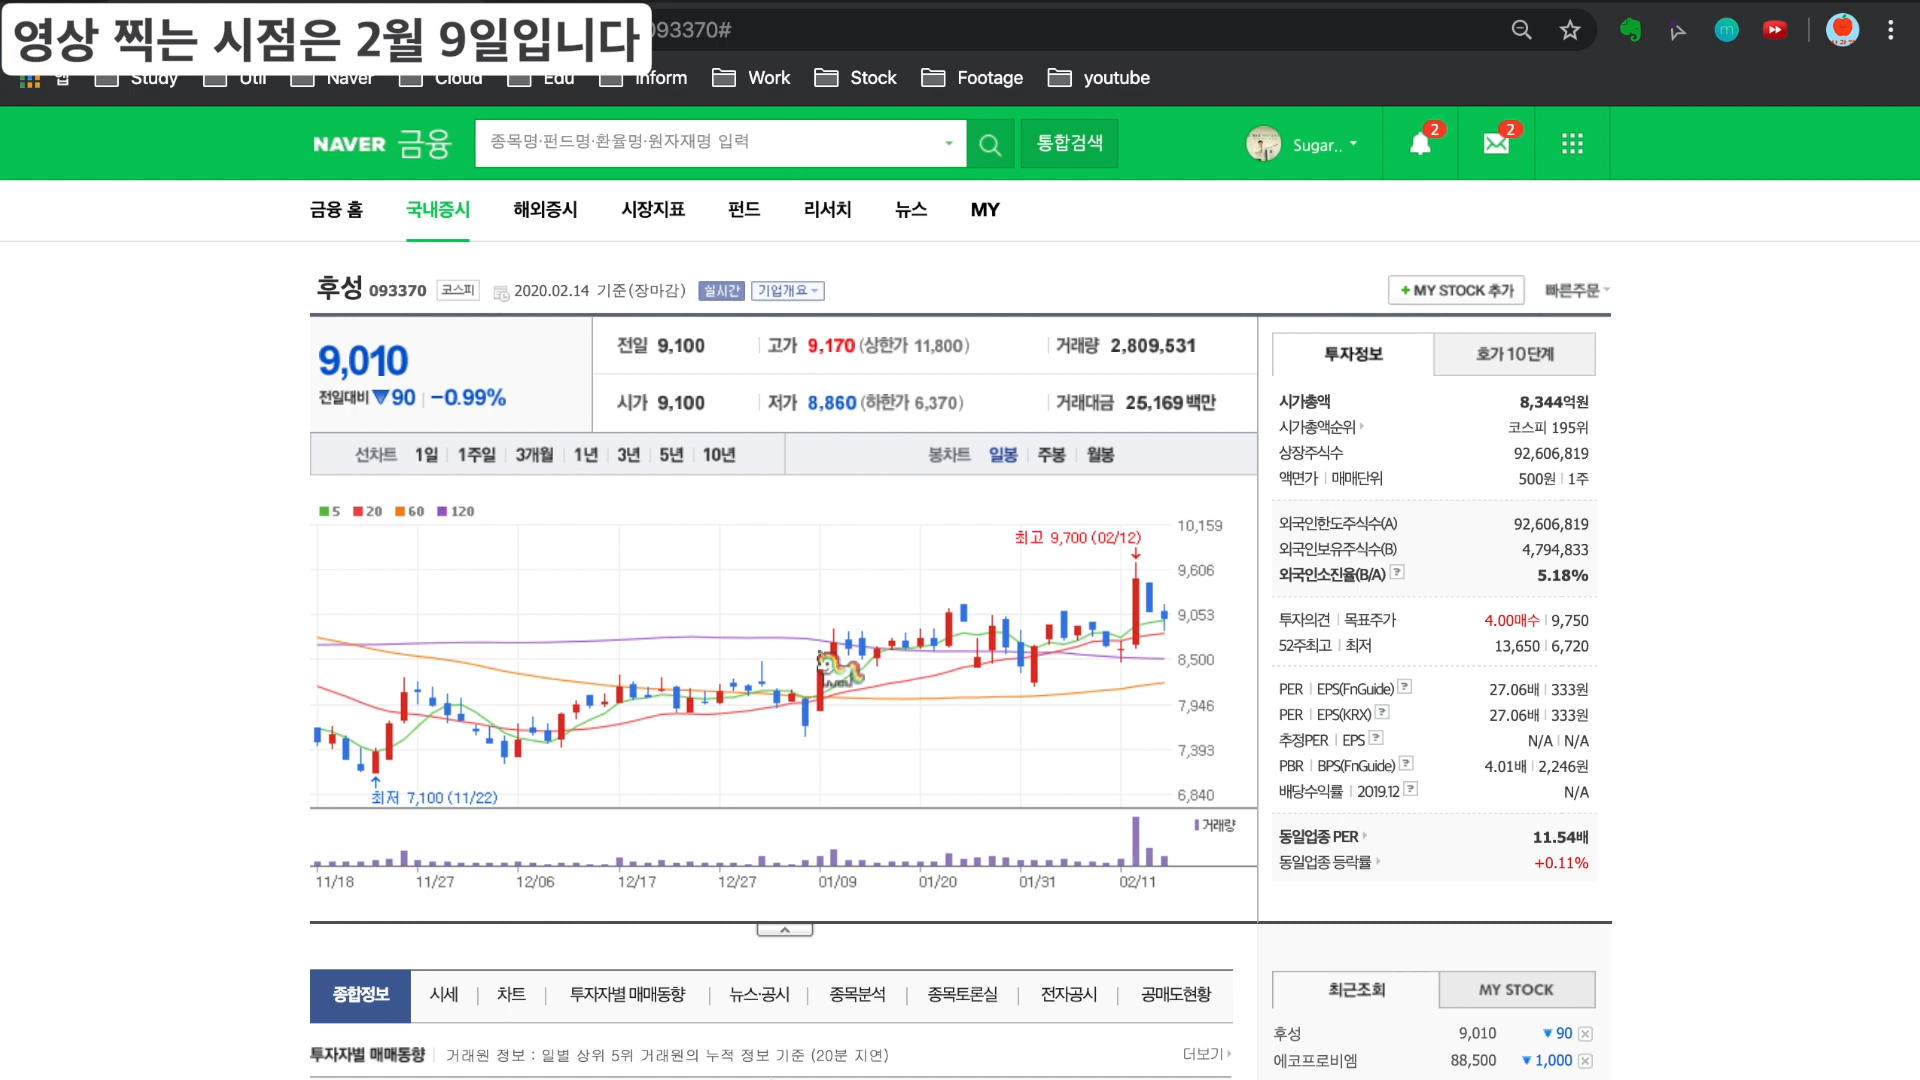 영상 찍는 시점은 2월 9일입니다
093370#
앱 Study Util Naver Cloud Edu Inform Work Stock Footage youtube
NAVER 금융 종목명·펀드명·환율명·원자재명 입력 통합검색 Sugar.. 2 2
금융 홈 국내증시 해외증시 시장지표 펀드 리서치 뉴스 MY
후성 093370 코스피 2020.02.14 기준(장마감) 실시간 기업개요 + MY STOCK 추가 빠른주문
9,010
전일대비 ▼90 | -0.99%
전일 9,100 고가 9,170 (상한가 11,800) 거래량 2,809,531
시가 9,100 저가 8,860 (하한가 6,370) 거래대금 25,169 백만
선차트 1일 1주일 3개월 1년 3년 5년 10년 봉차트 일봉 주봉 월봉
5 20 60 120
최고 9,700 (02/12)
최저 7,100 (11/22)
10,159
9,606
9,053
8,500
7,946
7,393
6,840
거래량
11/18 11/27 12/06 12/17 12/27 01/09 01/20 01/31 02/11
투자정보 호가 10단계
시가총액 8,344억원
시가총액순위 코스피 195위
상장주식수 92,606,819
액면가 | 매매단위 500원 | 1주
외국인한도주식수(A) 92,606,819
외국인보유주식수(B) 4,794,833
외국인소진율(B/A) ? 5.18%
투자의견 | 목표주가 4.00매수 | 9,750
52주최고 | 최저 13,650 | 6,720
PER | EPS(FnGuide) ? 27.06배 | 333원
PER | EPS(KRX) ? 27.06배 | 333원
추정PER | EPS ? N/A | N/A
PBR | BPS(FnGuide) ? 4.01배 | 2,246원
배당수익률 | 2019.12 ? N/A
동일업종 PER 11.54배
동일업종 등락률 +0.11%
종합정보 시세 | 차트 | 투자자별 매매동향 | 뉴스·공시 | 종목분석 | 종목토론실 | 전자공시 | 공매도현황
투자자별 매매동향 거래원 정보 : 일별 상위 5위 거래원의 누적 정보 기준 (20분 지연) 더보기
최근조회 MY STOCK
후성 9,010 ▼90
에코프로비엠 88,500 ▼1,000